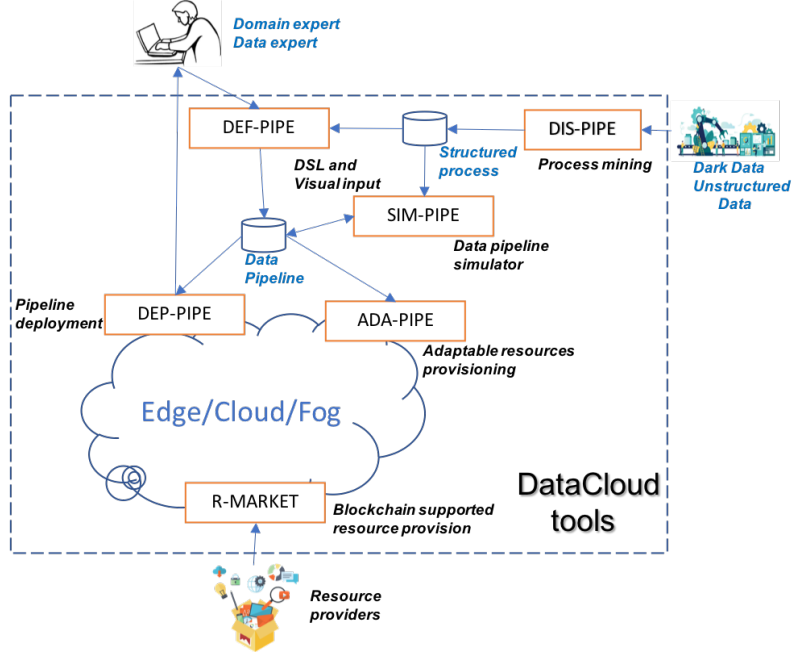 Domain expert
Data expert
DEF-PIPE
DIS-PIPE
DSL and
Visual input
Structured
process
Process mining
Dark Data
Unstructured
Data
SIM-PIPE
Data pipeline
simulator
Data
Pipeline
Pipeline
deployment
DEP-PIPE
ADA-PIPE
Adaptable resources
provisioning
Edge/Cloud/Fog
R-MARKET
Blockchain supported
resource provision
DataCloud
tools
Resource
providers